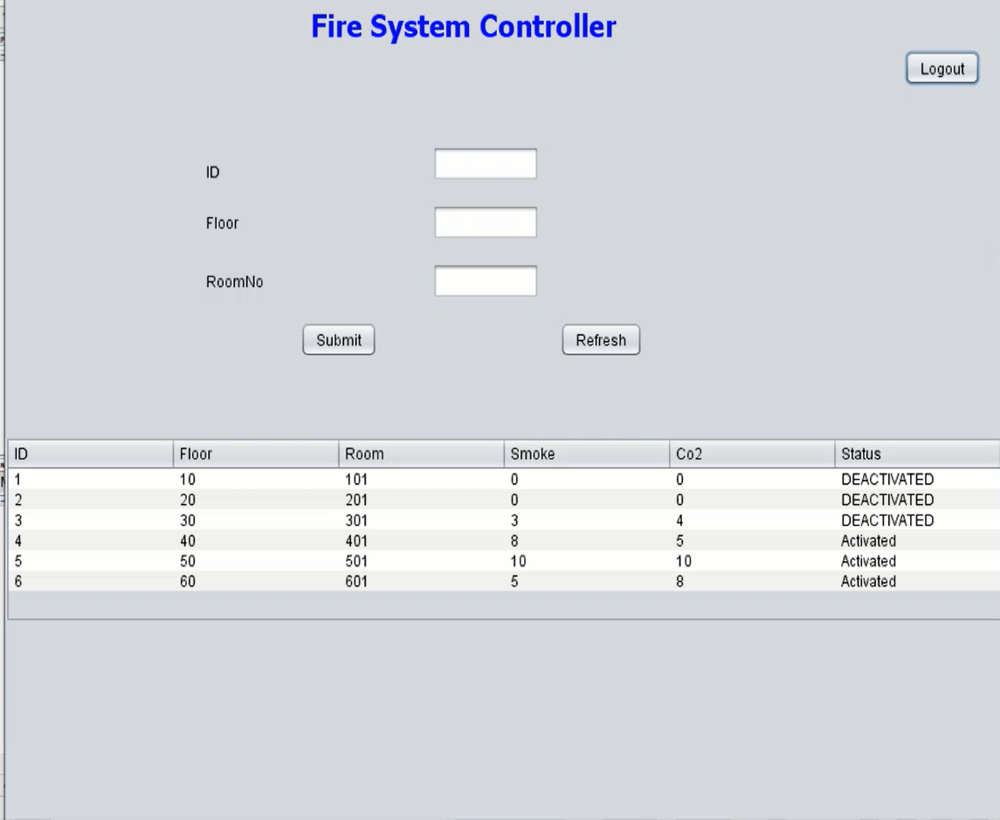 Fire System Controller
Logout
ID
Floor
RoomNo
Submit Refresh
ID Floor Room Smoke Co2 Status
1 10 101 0 0 DEACTIVATED
2 20 201 0 0 DEACTIVATED
3 30 301 3 4 DEACTIVATED
4 40 401 8 5 Activated
5 50 501 10 10 Activated
6 60 601 5 8 Activated